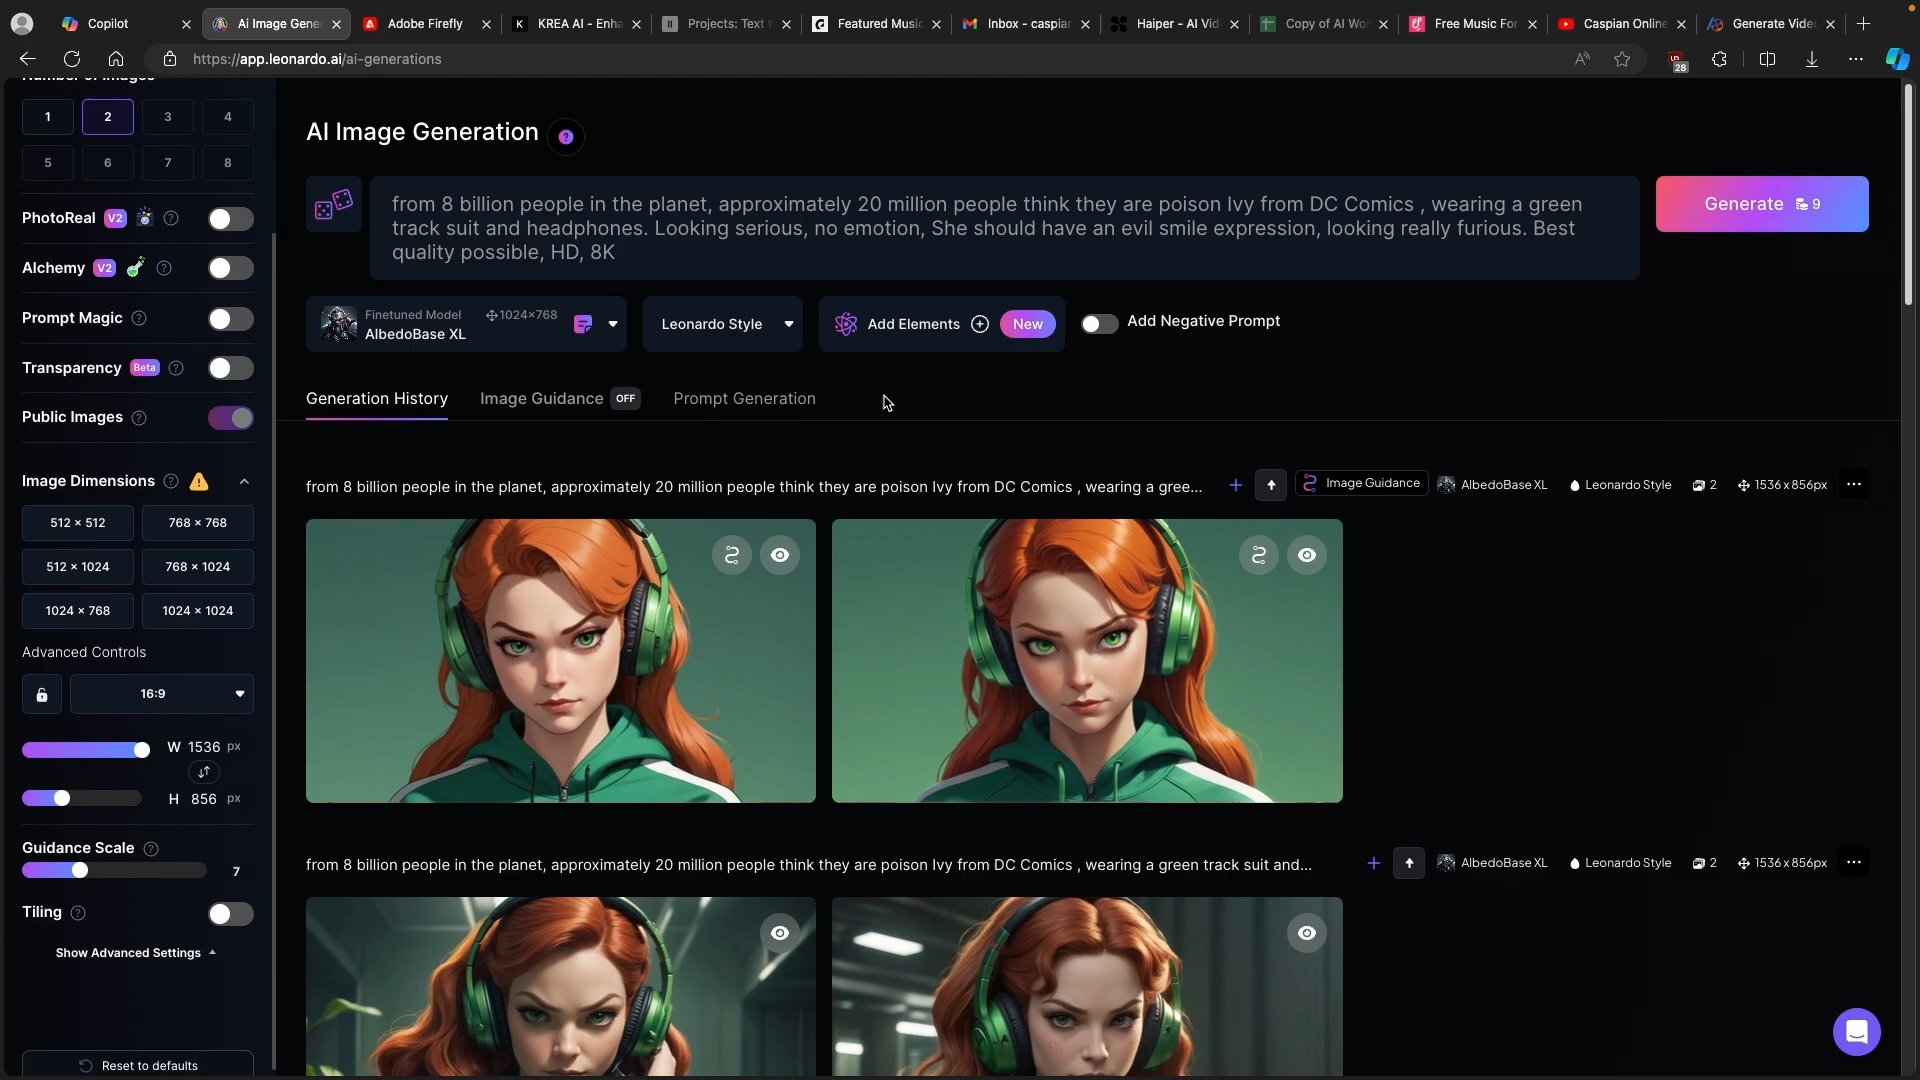 Copilot
Ai Image Gene
Adobe Firefly
KREA AI - Enha
Projects: Text t
Featured Music
Inbox - caspian
Haiper - AI Vid
Copy of AI Wor
Free Music For
Caspian Online
Generate Video
https://app.leonardo.ai/ai-generations
28
Number of Images
1 2 3 4
5 6 7 8
PhotoReal V2
Alchemy V2
Prompt Magic
Transparency Beta
Public Images
Image Dimensions
512 × 512 768 × 768
512 × 1024 768 × 1024
1024 × 768 1024 × 1024
Advanced Controls
16:9
W 1536 px
H 856 px
Guidance Scale
7
Tiling
Show Advanced Settings
Reset to defaults
AI Image Generation ?
from 8 billion people in the planet, approximately 20 million people think they are poison Ivy from DC Comics , wearing a green
track suit and headphones. Looking serious, no emotion, She should have an evil smile expression, looking really furious. Best
quality possible, HD, 8K
Generate 9
Finetuned Model 1024×768
AlbedoBase XL
Leonardo Style
Add Elements New
Add Negative Prompt
Generation History Image Guidance OFF Prompt Generation
from 8 billion people in the planet, approximately 20 million people think they are poison Ivy from DC Comics , wearing a gree... Image Guidance AlbedoBase XL Leonardo Style 2 1536 x 856px
from 8 billion people in the planet, approximately 20 million people think they are poison Ivy from DC Comics , wearing a green track suit and... AlbedoBase XL Leonardo Style 2 1536 x 856px